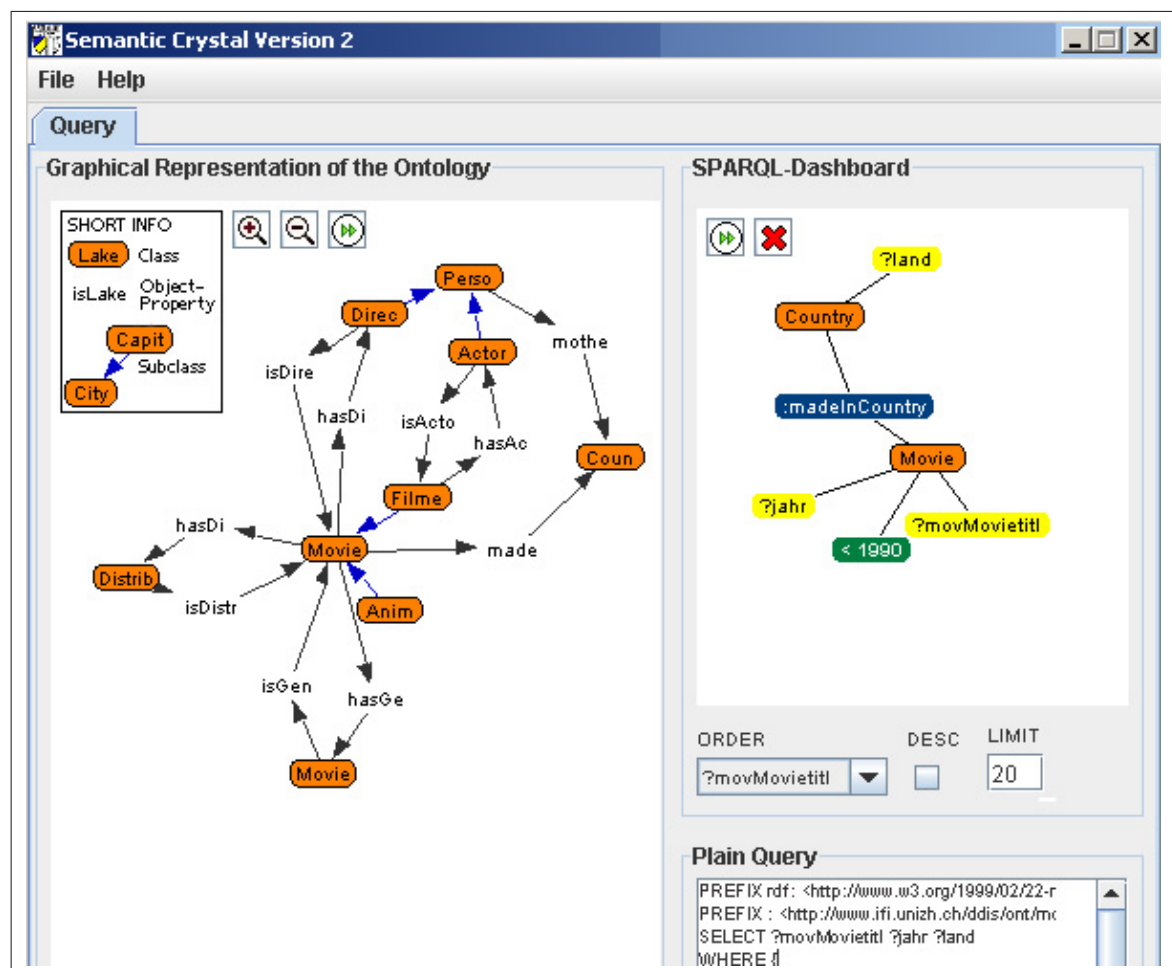 Semantic Crystal Version 2
File Help
Query
Graphical Representation of the Ontology
SHORT INFO
Lake Class
isLake Object-
Property
Capit
Subclass
City
Perso
Direc
mothe
Actor
isDire
hasDi
isActo
hasAc
Coun
Filme
hasDi
Movie
made
Distrib
isDistr
Anim
isGen
hasGe
Movie
SPARQL-Dashboard
?land
Country
:madeInCountry
Movie
?jahr
?movMovietitl
< 1990
ORDER DESC LIMIT
?movMovietitl 20
Plain Query
PREFIX rdf: <http://www.w3.org/1999/02/22-r
PREFIX : <http://www.ifi.unizh.ch/ddis/ont/mo
SELECT ?movMovietitl ?jahr ?land
WHERE {